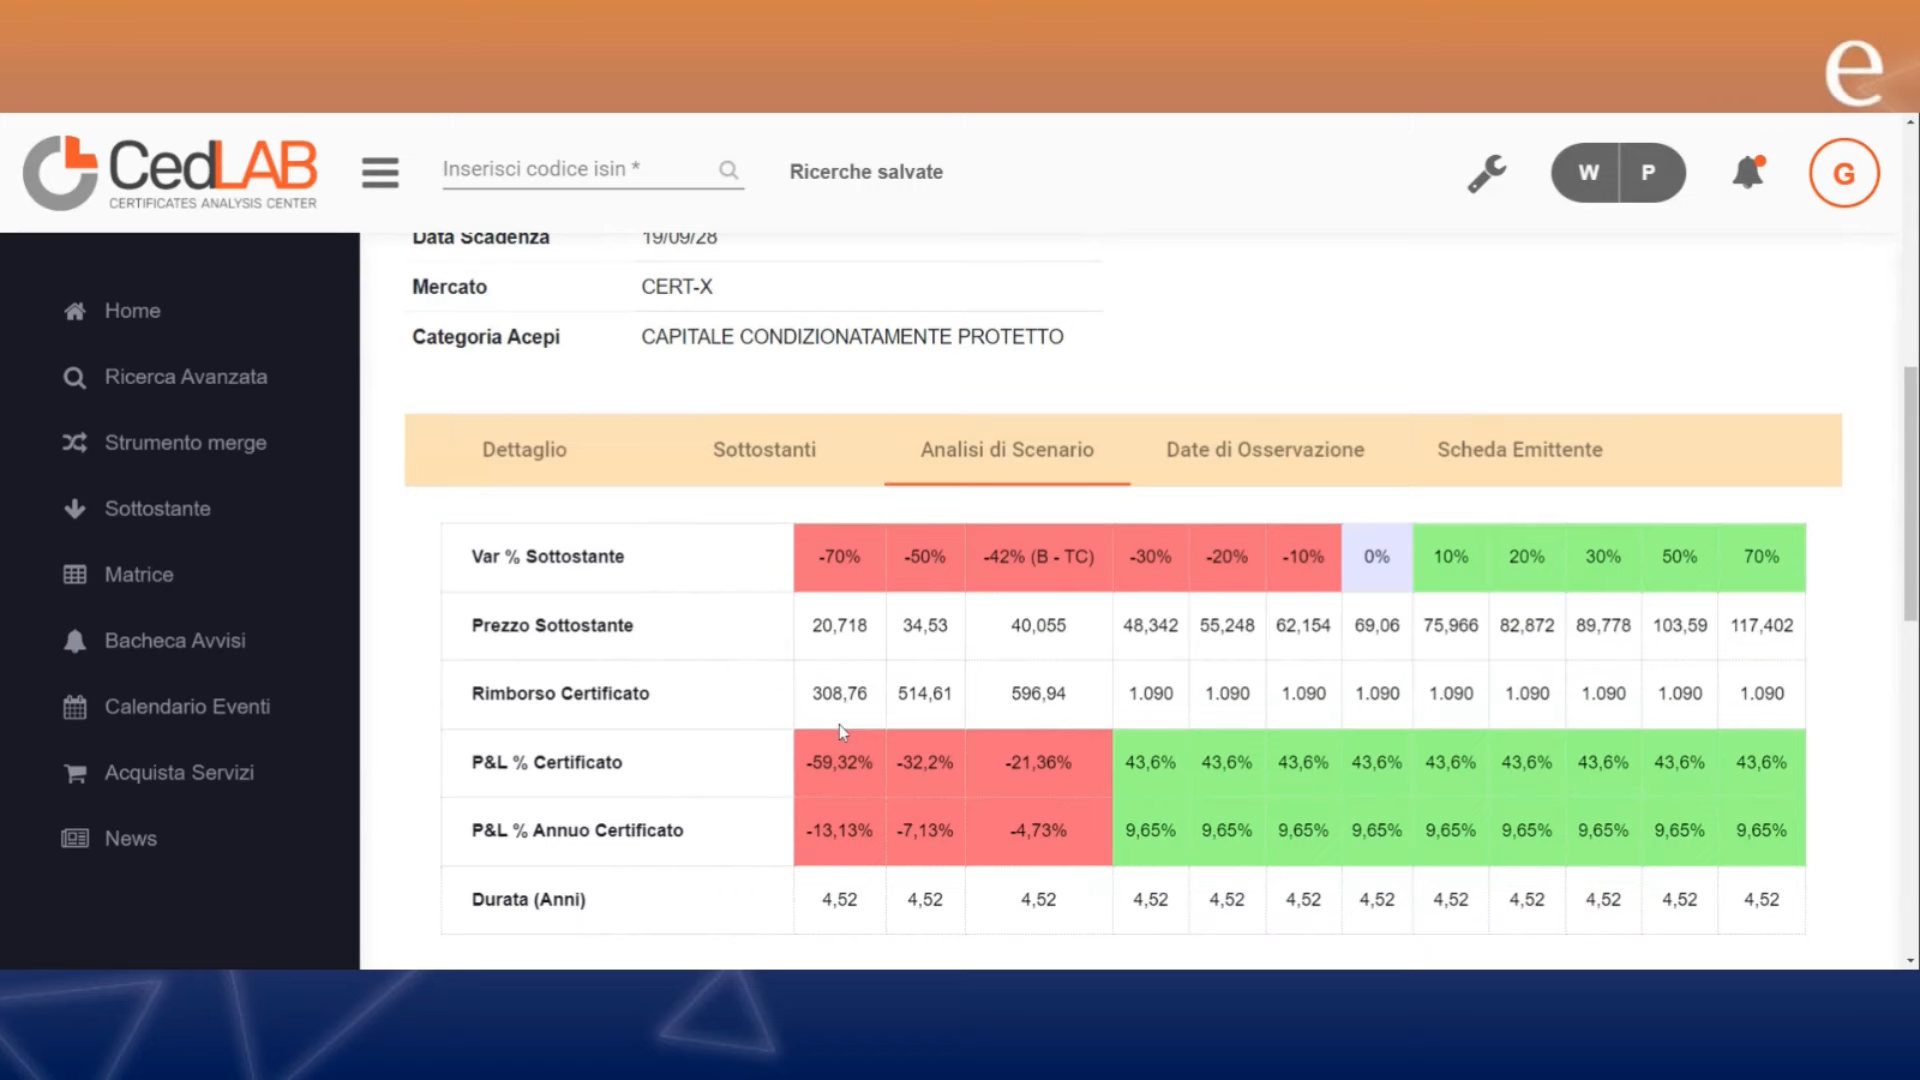 e
CedLAB
CERTIFICATES ANALYSIS CENTER
Inserisci codice isin *
Ricerche salvate
W P
G
Home
Ricerca Avanzata
Strumento merge
Sottostante
Matrice
Bacheca Avvisi
Calendario Eventi
Acquista Servizi
News
Data Scadenza 19/09/28
Mercato CERT-X
Categoria Acepi CAPITALE CONDIZIONATAMENTE PROTETTO
Dettaglio Sottostanti Analisi di Scenario Date di Osservazione Scheda Emittente
Var % Sottostante -70% -50% -42% (B - TC) -30% -20% -10% 0% 10% 20% 30% 50% 70%
Prezzo Sottostante 20,718 34,53 40,055 48,342 55,248 62,154 69,06 75,966 82,872 89,778 103,59 117,402
Rimborso Certificato 308,76 514,61 596,94 1.090 1.090 1.090 1.090 1.090 1.090 1.090 1.090 1.090
P&L % Certificato -59,32% -32,2% -21,36% 43,6% 43,6% 43,6% 43,6% 43,6% 43,6% 43,6% 43,6% 43,6%
P&L % Annuo Certificato -13,13% -7,13% -4,73% 9,65% 9,65% 9,65% 9,65% 9,65% 9,65% 9,65% 9,65% 9,65%
Durata (Anni) 4,52 4,52 4,52 4,52 4,52 4,52 4,52 4,52 4,52 4,52 4,52 4,52